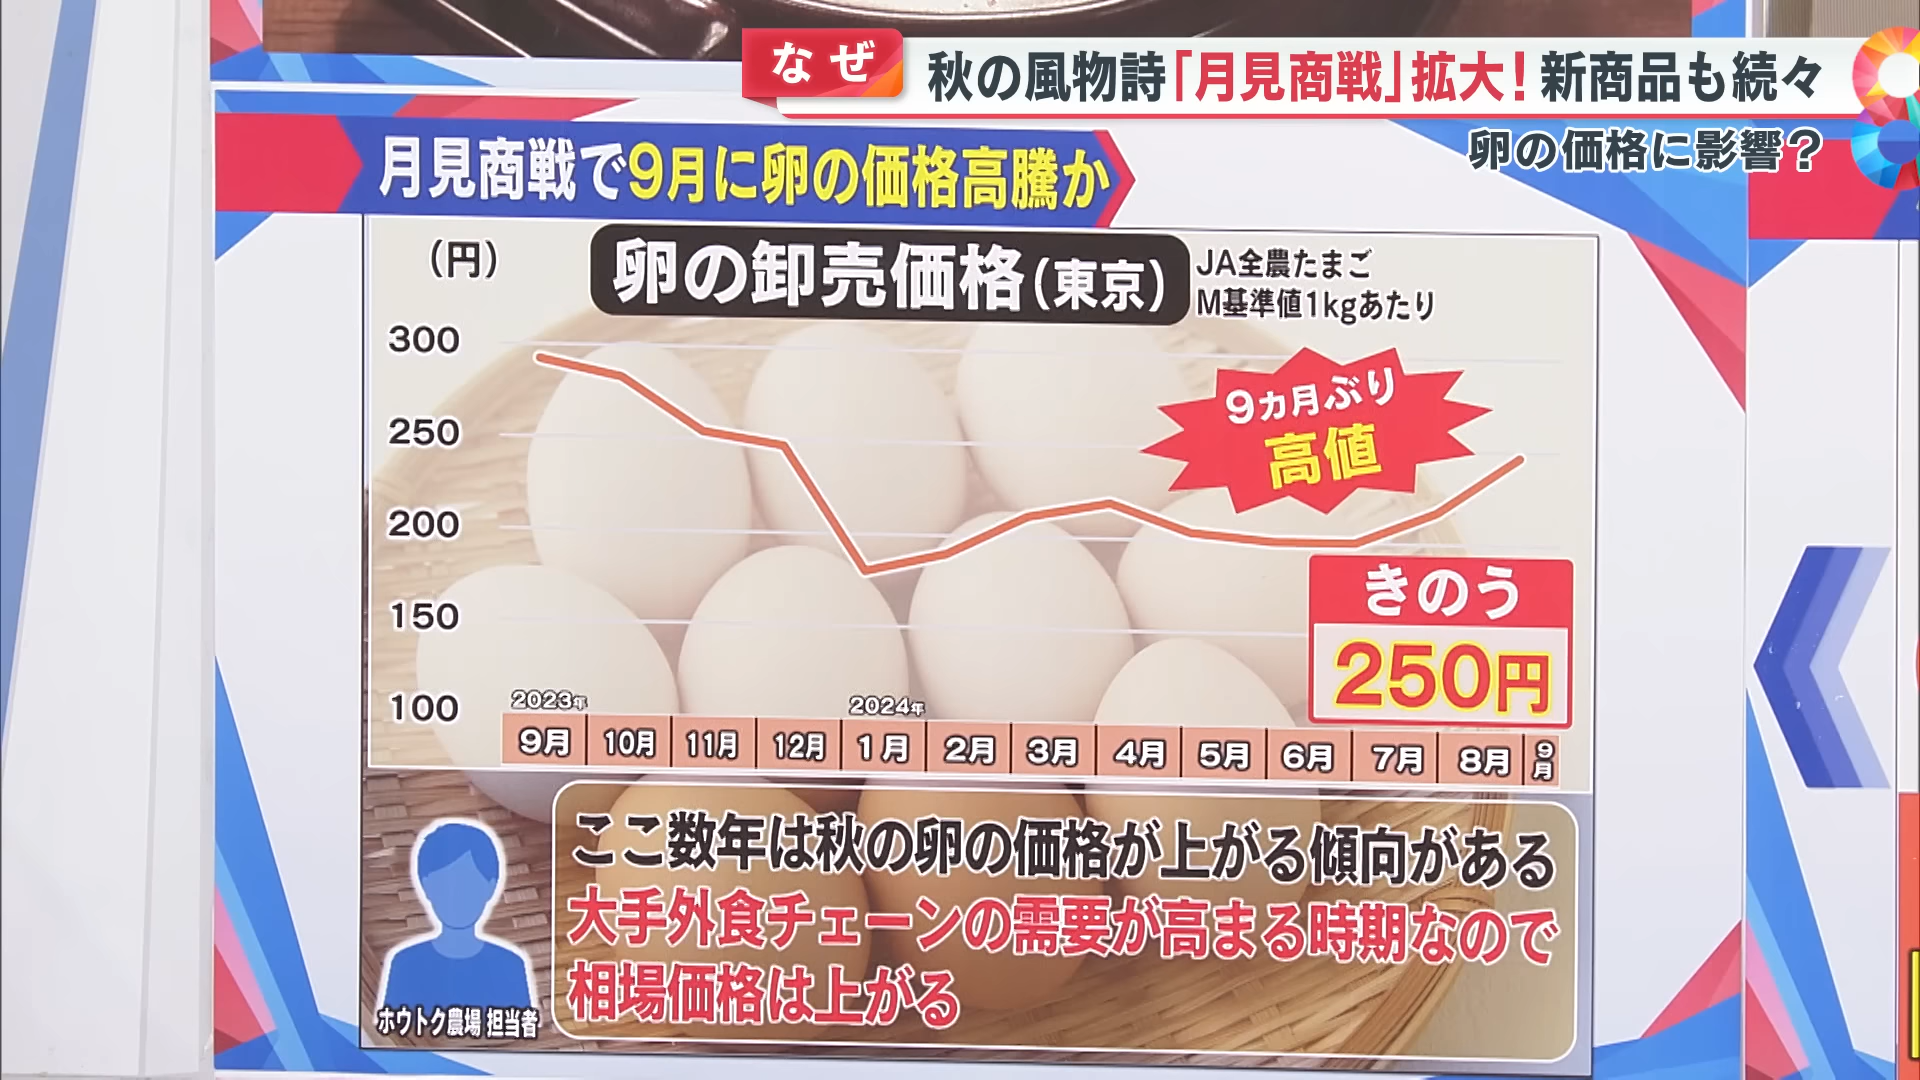 なぜ
秋の風物詩「月見商戦」拡大！新商品も続々
卵の価格に影響？
月見商戦で9月に卵の価格高騰か
（円）
卵の卸売価格（東京）
JA全農たまご
M基準値1kgあたり
300
250
200
150
100
9カ月ぶり
高値
きのう
250円
2023年
2024年
9月 10月 11月 12月 1月 2月 3月 4月 5月 6月 7月 8月 9月
ここ数年は秋の卵の価格が上がる傾向がある
大手外食チェーンの需要が高まる時期なので
相場価格は上がる
ホウトク農場 担当者